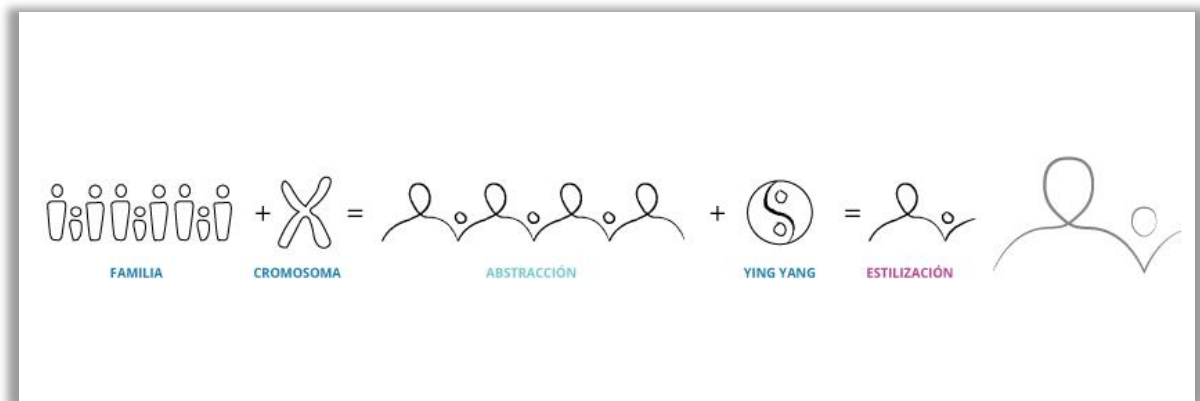 + = + =
FAMILIA CROMOSOMA ABSTRACCIÓN YING YANG ESTILIZACIÓN